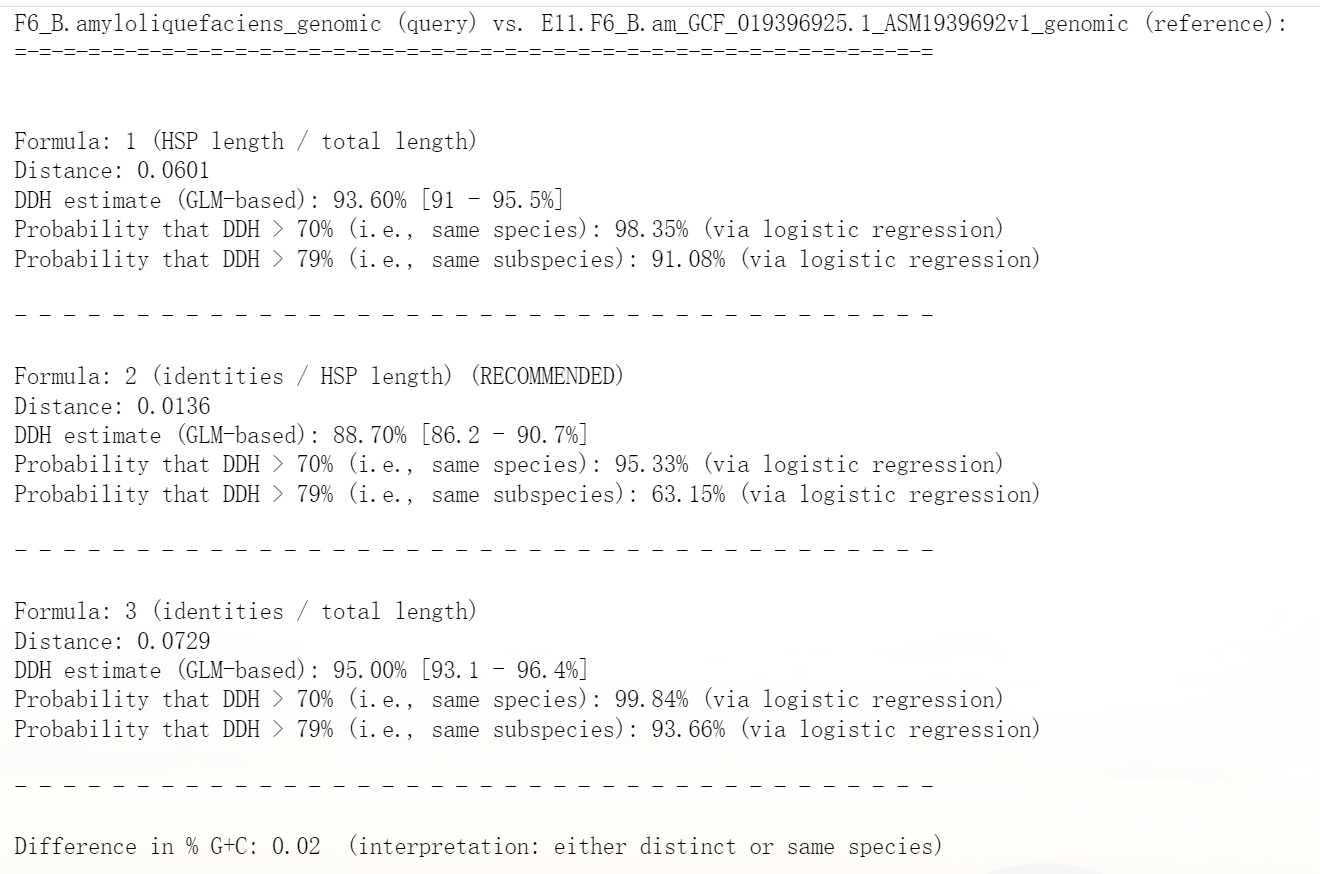 F6_B.amyloliquefaciens_genomic (query) vs. E11.F6_B.am_GCF_019396925.1_ASM1939692v1_genomic (reference):
=-=-=-=-=-=-=-=-=-=-=-=-=-=-=-=-=-=-=-=-=-=-=-=-=-=-=-=-=-=-=-=-=-=-=-=-=-=
Formula: 1 (HSP length / total length)
Distance: 0.0601
DDH estimate (GLM-based): 93.60% [91 - 95.5%]
Probability that DDH > 70% (i.e., same species): 98.35% (via logistic regression)
Probability that DDH > 79% (i.e., same subspecies): 91.08% (via logistic regression)
- - - - - - - - - - - - - - - - - - - - - - - - - - - - - - - - - - - - - -
Formula: 2 (identities / HSP length) (RECOMMENDED)
Distance: 0.0136
DDH estimate (GLM-based): 88.70% [86.2 - 90.7%]
Probability that DDH > 70% (i.e., same species): 95.33% (via logistic regression)
Probability that DDH > 79% (i.e., same subspecies): 63.15% (via logistic regression)
- - - - - - - - - - - - - - - - - - - - - - - - - - - - - - - - - - - - - -
Formula: 3 (identities / total length)
Distance: 0.0729
DDH estimate (GLM-based): 95.00% [93.1 - 96.4%]
Probability that DDH > 70% (i.e., same species): 99.84% (via logistic regression)
Probability that DDH > 79% (i.e., same subspecies): 93.66% (via logistic regression)
- - - - - - - - - - - - - - - - - - - - - - - - - - - - - - - - - - - - - -
Difference in % G+C: 0.02 (interpretation: either distinct or same species)